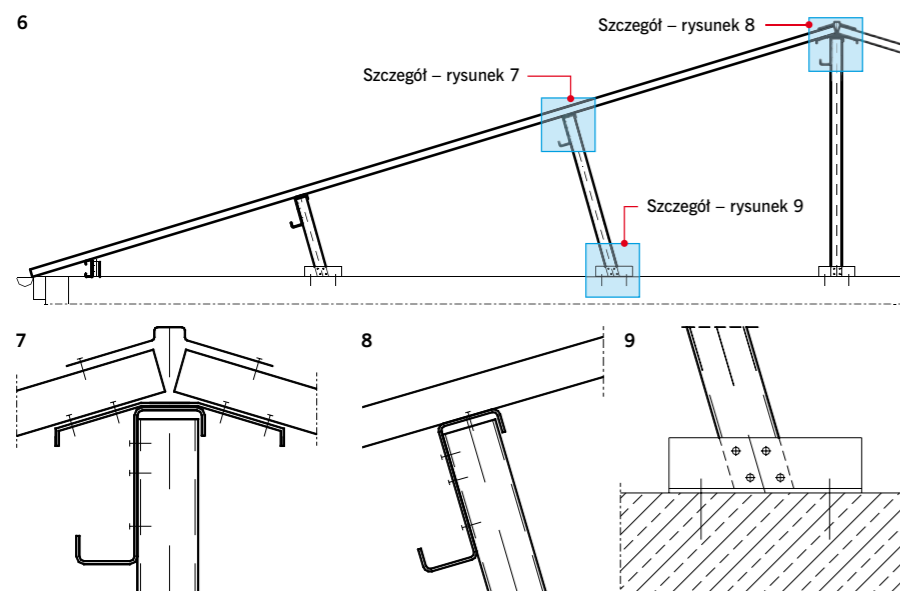 6
Szczegół – rysunek 8
Szczegół – rysunek 7
Szczegół – rysunek 9
7
8
9